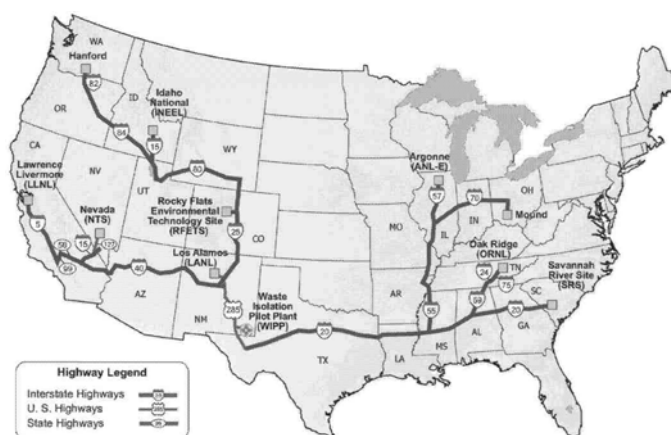 WA
Hanford
82
OR
ID
Idaho
National
(INEEL)
84
15
WY
80
CA
Lawrence
Livermore
(LLNL)
NV
UT
Rocky Flats
Environmental
Technology Site
(RFETS)
25
CO
Nevada
(NTS)
5
58
15
99
40
Los Alamos
(LANL)
AZ
NM
285
Waste
Isolation
Pilot Plant
(WIPP)
20
TX
Argonne
(ANL-E)
57
MO
IL
IN
70
OH
Mound
Oak Ridge
(ORNL)
24
TN
75
Savannah
River Site
(SRS)
SC
AR
55
59
20
LA
MS
AL
GA
Highway Legend
Interstate Highways
U. S. Highways
State Highways